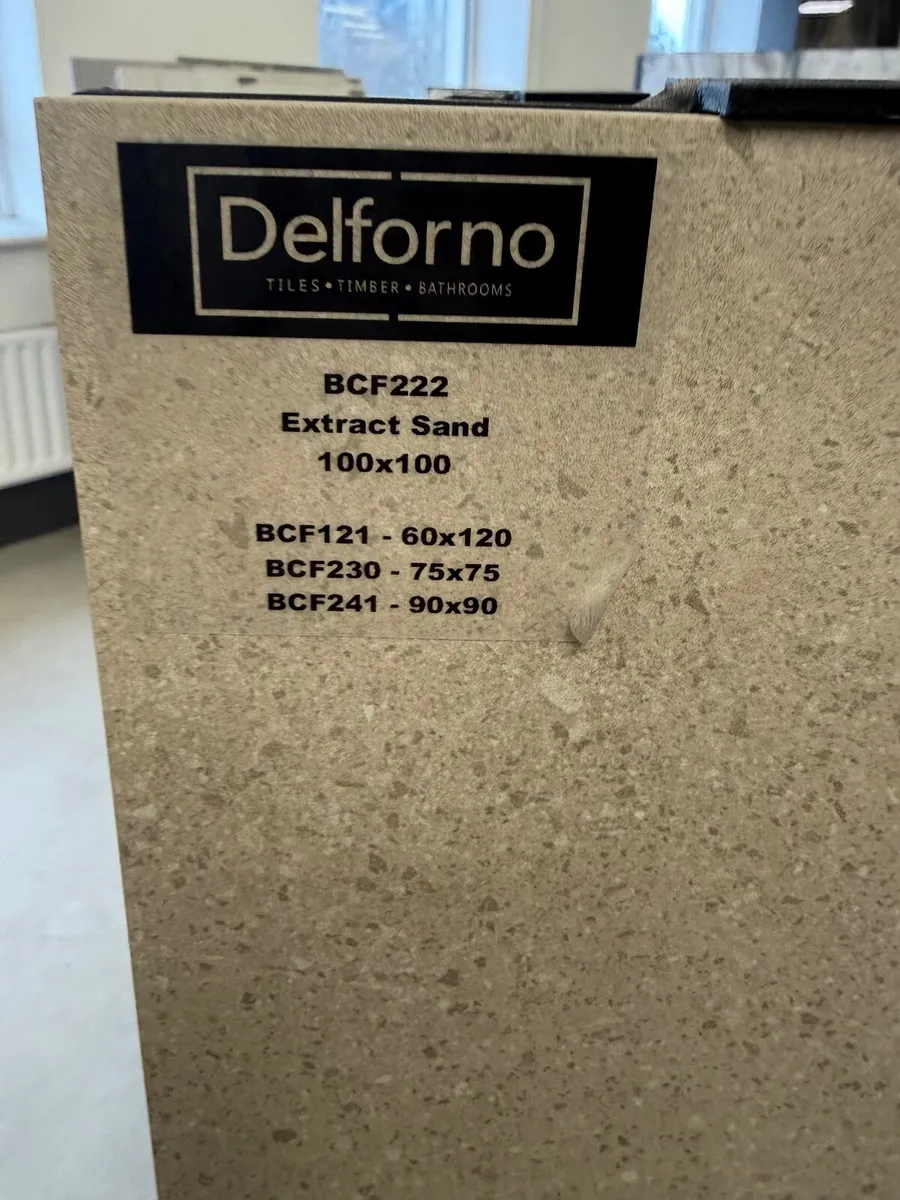 Delforno
TILES • TIMBER • BATHROOMS
BCF222
Extract Sand
100x100
BCF121 - 60x120
BCF230 - 75x75
BCF241 - 90x90